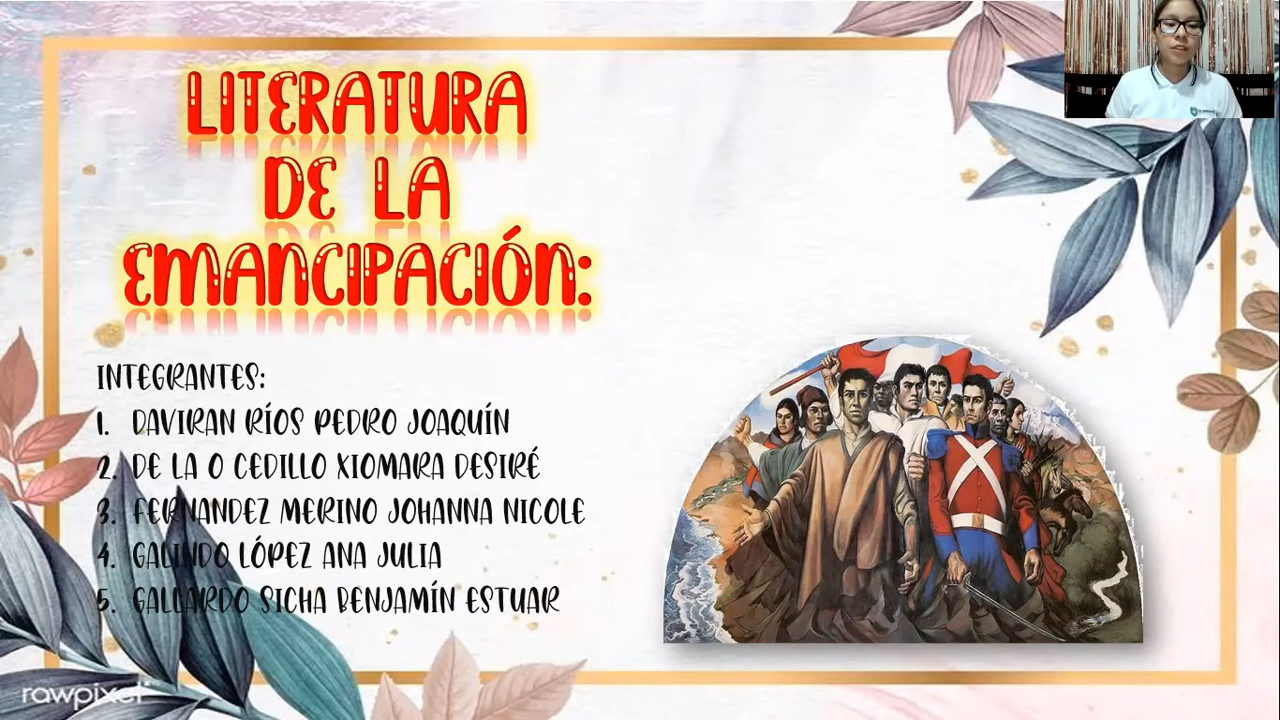 LITERATURA
DE LA
EMANCIPACIÓN:
INTEGRANTES:
1. DAVIRAN RÍOS PEDRO JOAQUÍN
2. DE LA O CEDILLO XIOMARA DESIRÉ
3. FERNANDEZ MERINO JOHANNA NICOLE
4. GALINDO LÓPEZ ANA JULIA
5. GALLARDO SICHA BENJAMÍN ESTUAR
rawpixel